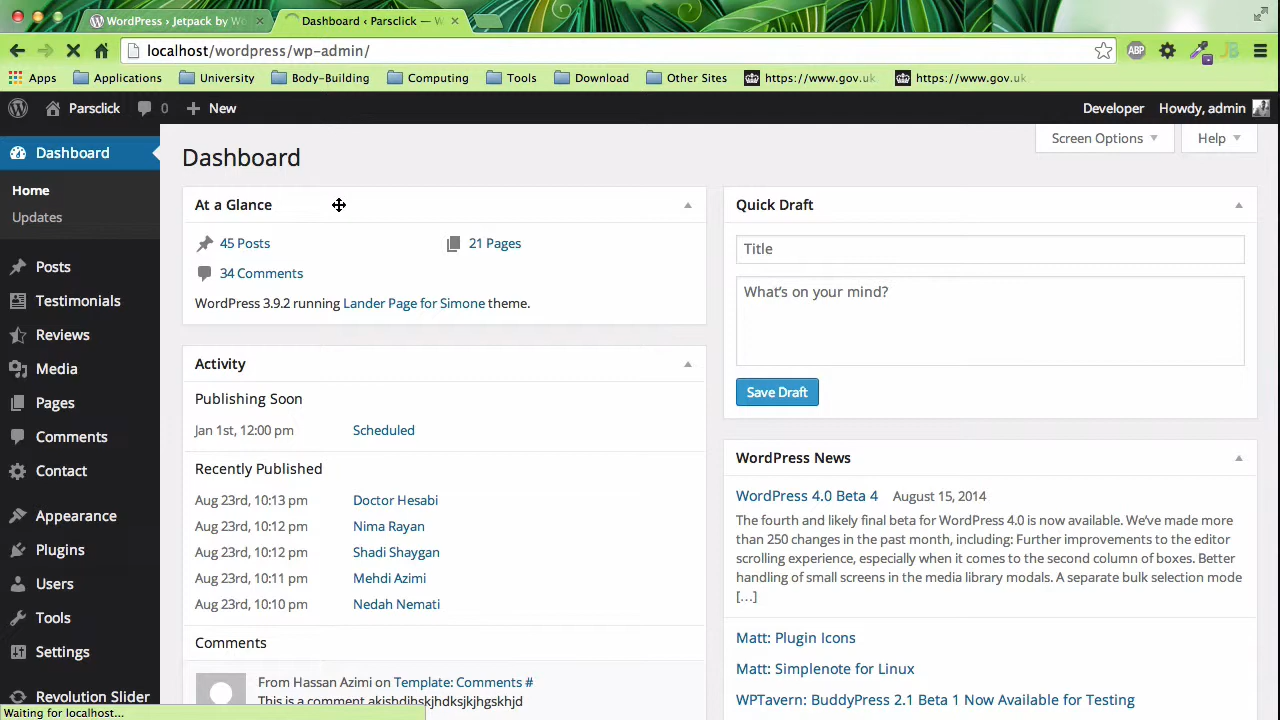 WordPress › Jetpack by Wo
Dashboard ‹ Parsclick — W
localhost/wordpress/wp-admin/
ABP
Apps
Applications
University
Body-Building
Computing
Tools
Download
Other Sites
https://www.gov.uk
https://www.gov.uk
Parsclick
0
New
Developer
Howdy, admin
Dashboard
Home
Updates
Posts
Testimonials
Reviews
Media
Pages
Comments
Contact
Appearance
Plugins
Users
Tools
Settings
Revolution Slider
Waiting for localhost...
Screen Options
Help
Dashboard
At a Glance
45 Posts
21 Pages
34 Comments
WordPress 3.9.2 running Lander Page for Simone theme.
Activity
Publishing Soon
Jan 1st, 12:00 pm Scheduled
Recently Published
Aug 23rd, 10:13 pm Doctor Hesabi
Aug 23rd, 10:12 pm Nima Rayan
Aug 23rd, 10:12 pm Shadi Shaygan
Aug 23rd, 10:11 pm Mehdi Azimi
Aug 23rd, 10:10 pm Nedah Nemati
Comments
From Hassan Azimi on Template: Comments #
This is a comment
Quick Draft
Title
What's on your mind?
Save Draft
WordPress News
WordPress 4.0 Beta 4 August 15, 2014
The fourth and likely final beta for WordPress 4.0 is now available. We've made more
than 250 changes in the past month, including: Further improvements to the editor
scrolling experience, especially when it comes to the second column of boxes. Better
handling of small screens in the media library modals. A separate bulk selection mode
[…]
Matt: Plugin Icons
Matt: Simplenote for Linux
WPTavern: BuddyPress 2.1 Beta 1 Now Available for Testing